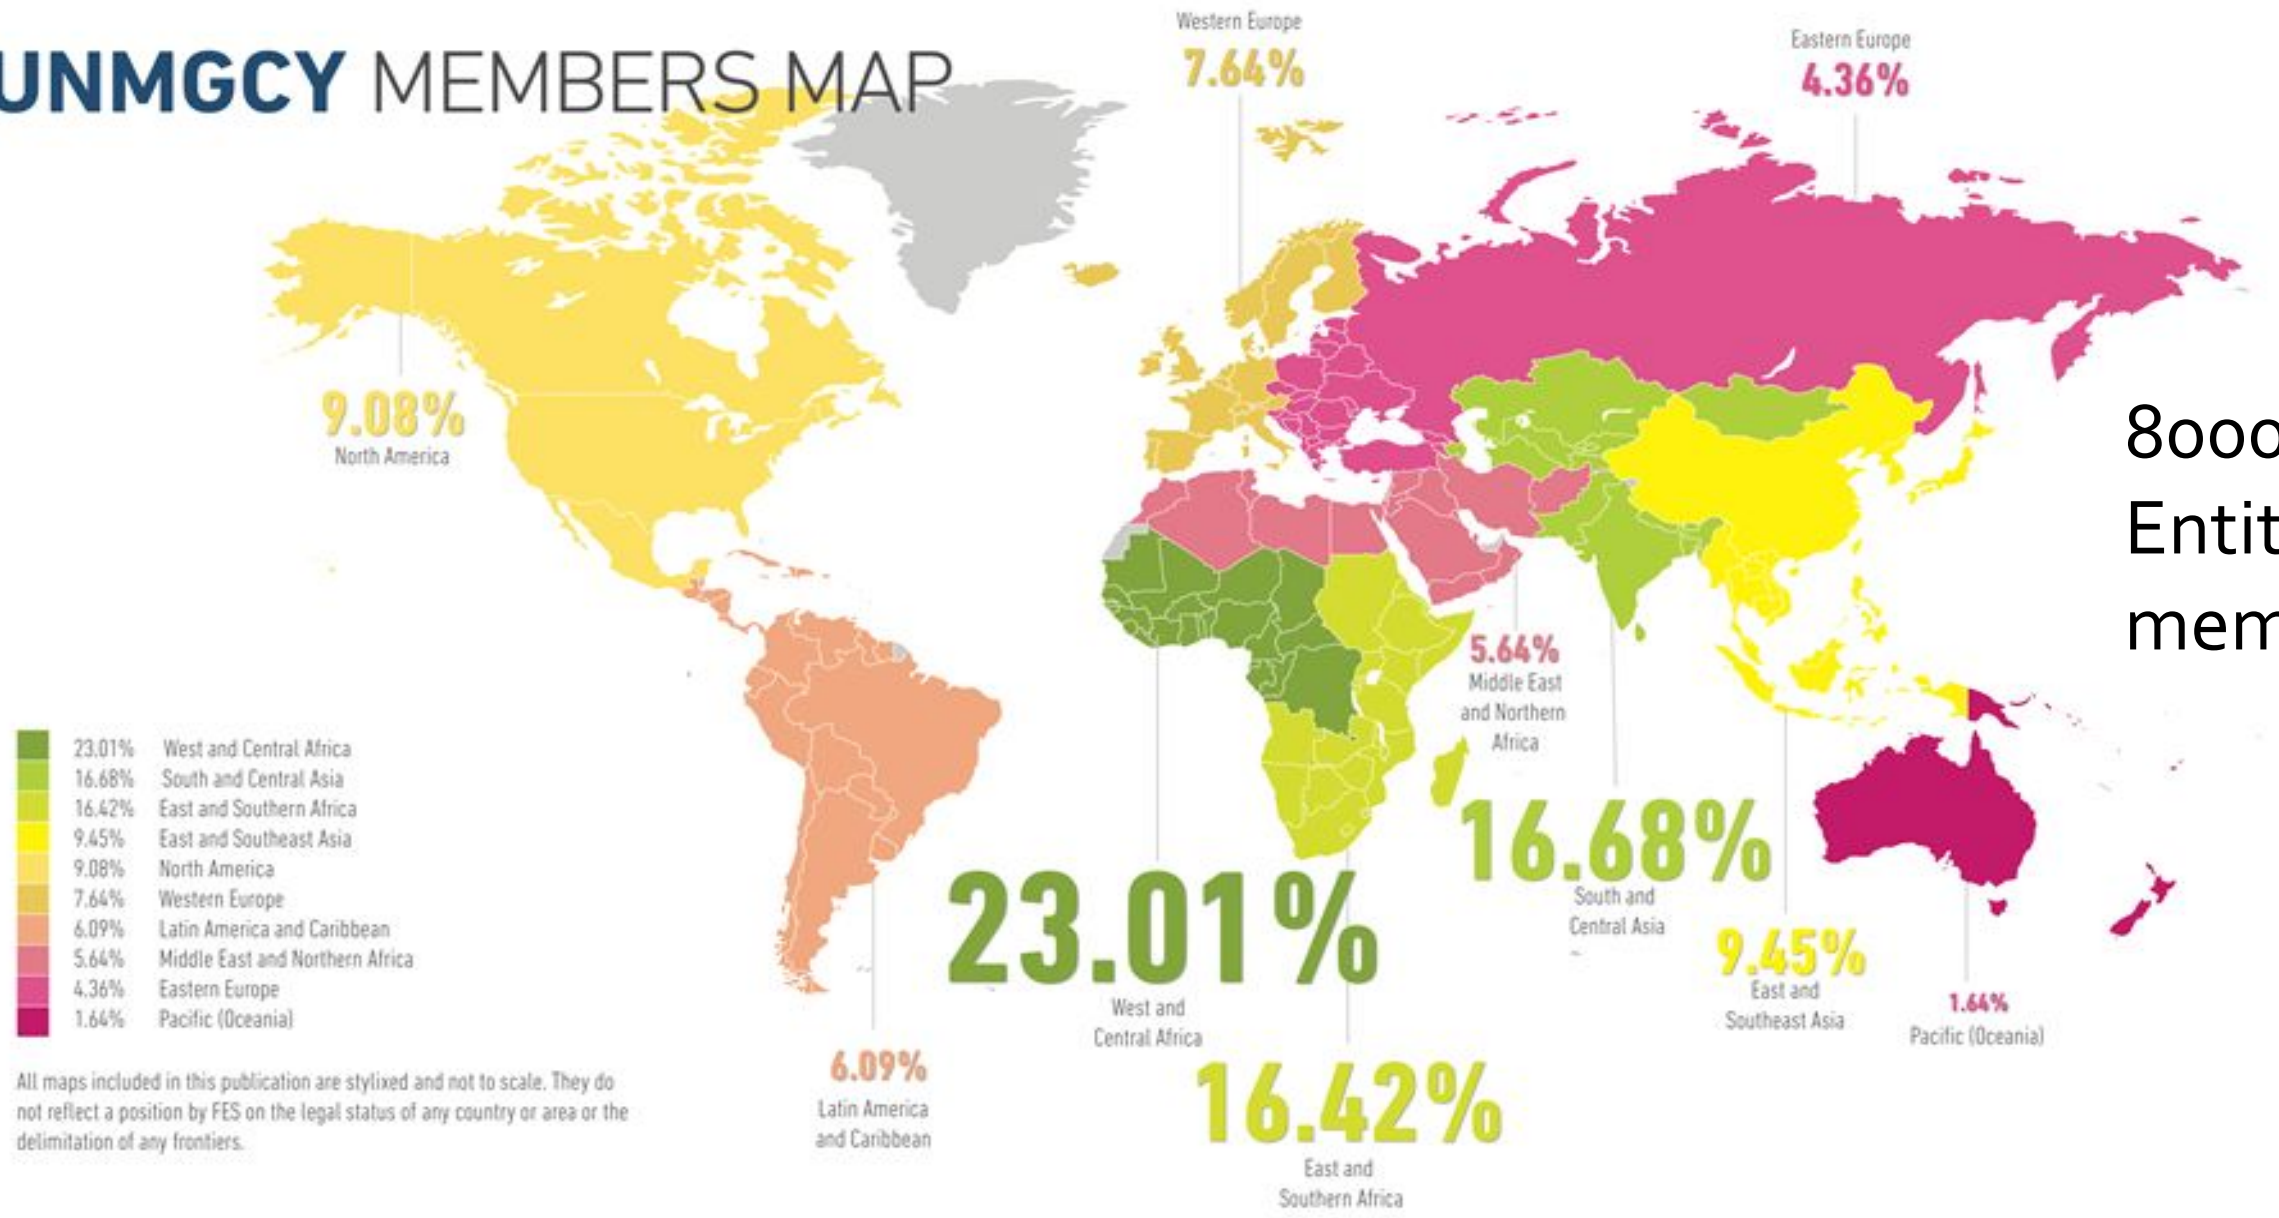 UNMGCY MEMBERS MAP
Western Europe
7.64%
Eastern Europe
4.36%
9.08%
North America
8000
Entit
mem
5.64%
Middle East
and Northern
Africa
16.68%
South and
Central Asia
23.01%
West and
Central Africa
9.45%
East and
Southeast Asia
1.64%
Pacific (Oceania)
6.09%
Latin America
and Caribbean
16.42%
East and
Southern Africa
23.01% West and Central Africa
16.68% South and Central Asia
16.42% East and Southern Africa
9.45% East and Southeast Asia
9.08% North America
7.64% Western Europe
6.09% Latin America and Caribbean
5.64% Middle East and Northern Africa
4.36% Eastern Europe
1.64% Pacific (Oceania)
All maps included in this publication are stylixed and not to scale. They do
not reflect a position by FES on the legal status of any country or area or the
delimitation of any frontiers.